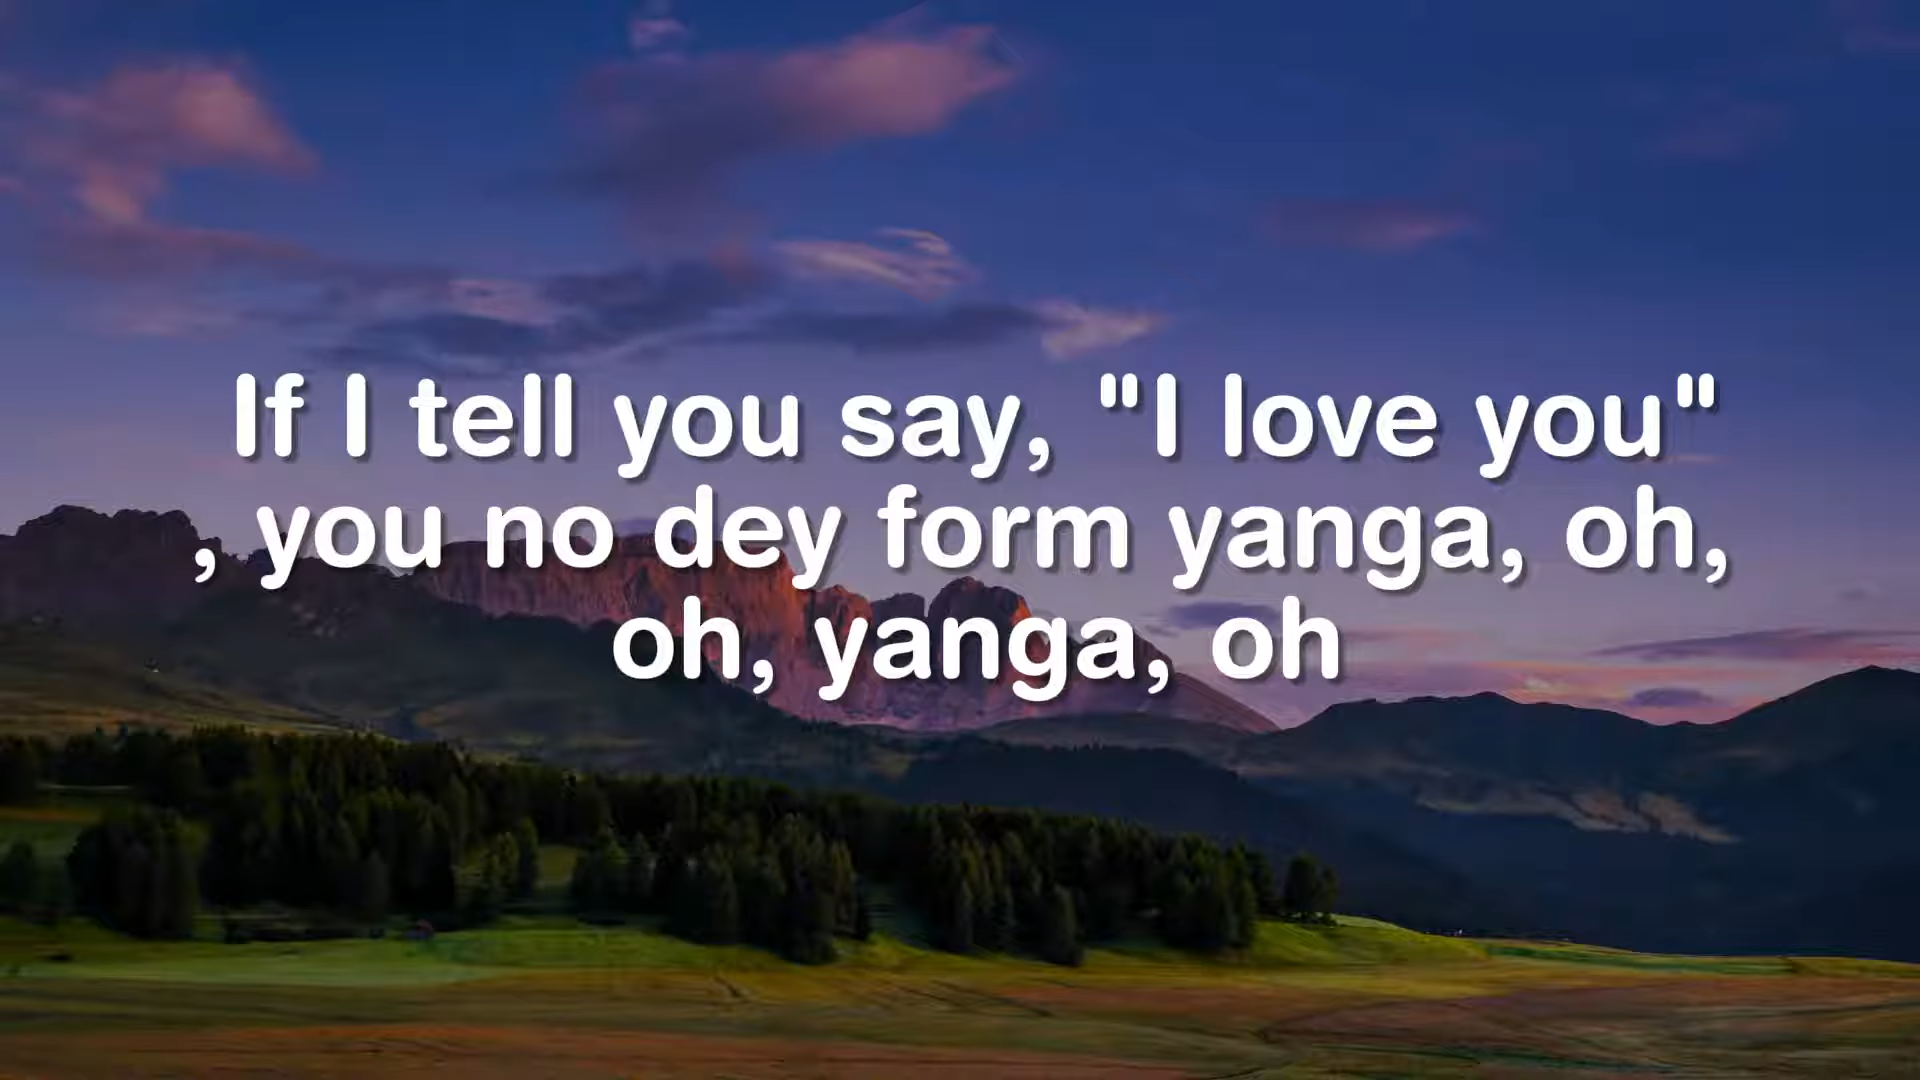 If I tell you say, "I love you"
, you no dey form yanga, oh,
oh, yanga, oh